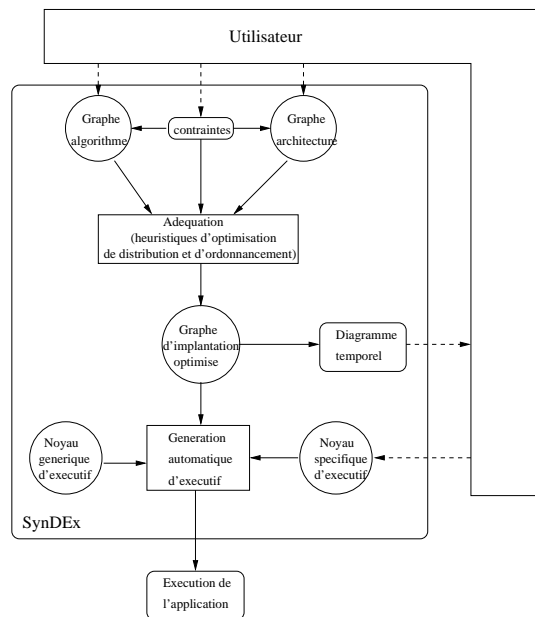 Utilisateur
Graphe
algorithme
contraintes
Graphe
architecture
Adequation
(heuristiques d'optimisation
de distribution et d'ordonnancement)
Graphe
d'implantation
optimise
Diagramme
temporel
Noyau
generique
d'executif
Generation
automatique
d'executif
Noyau
specifique
d'executif
SynDEx
Execution de
l'application